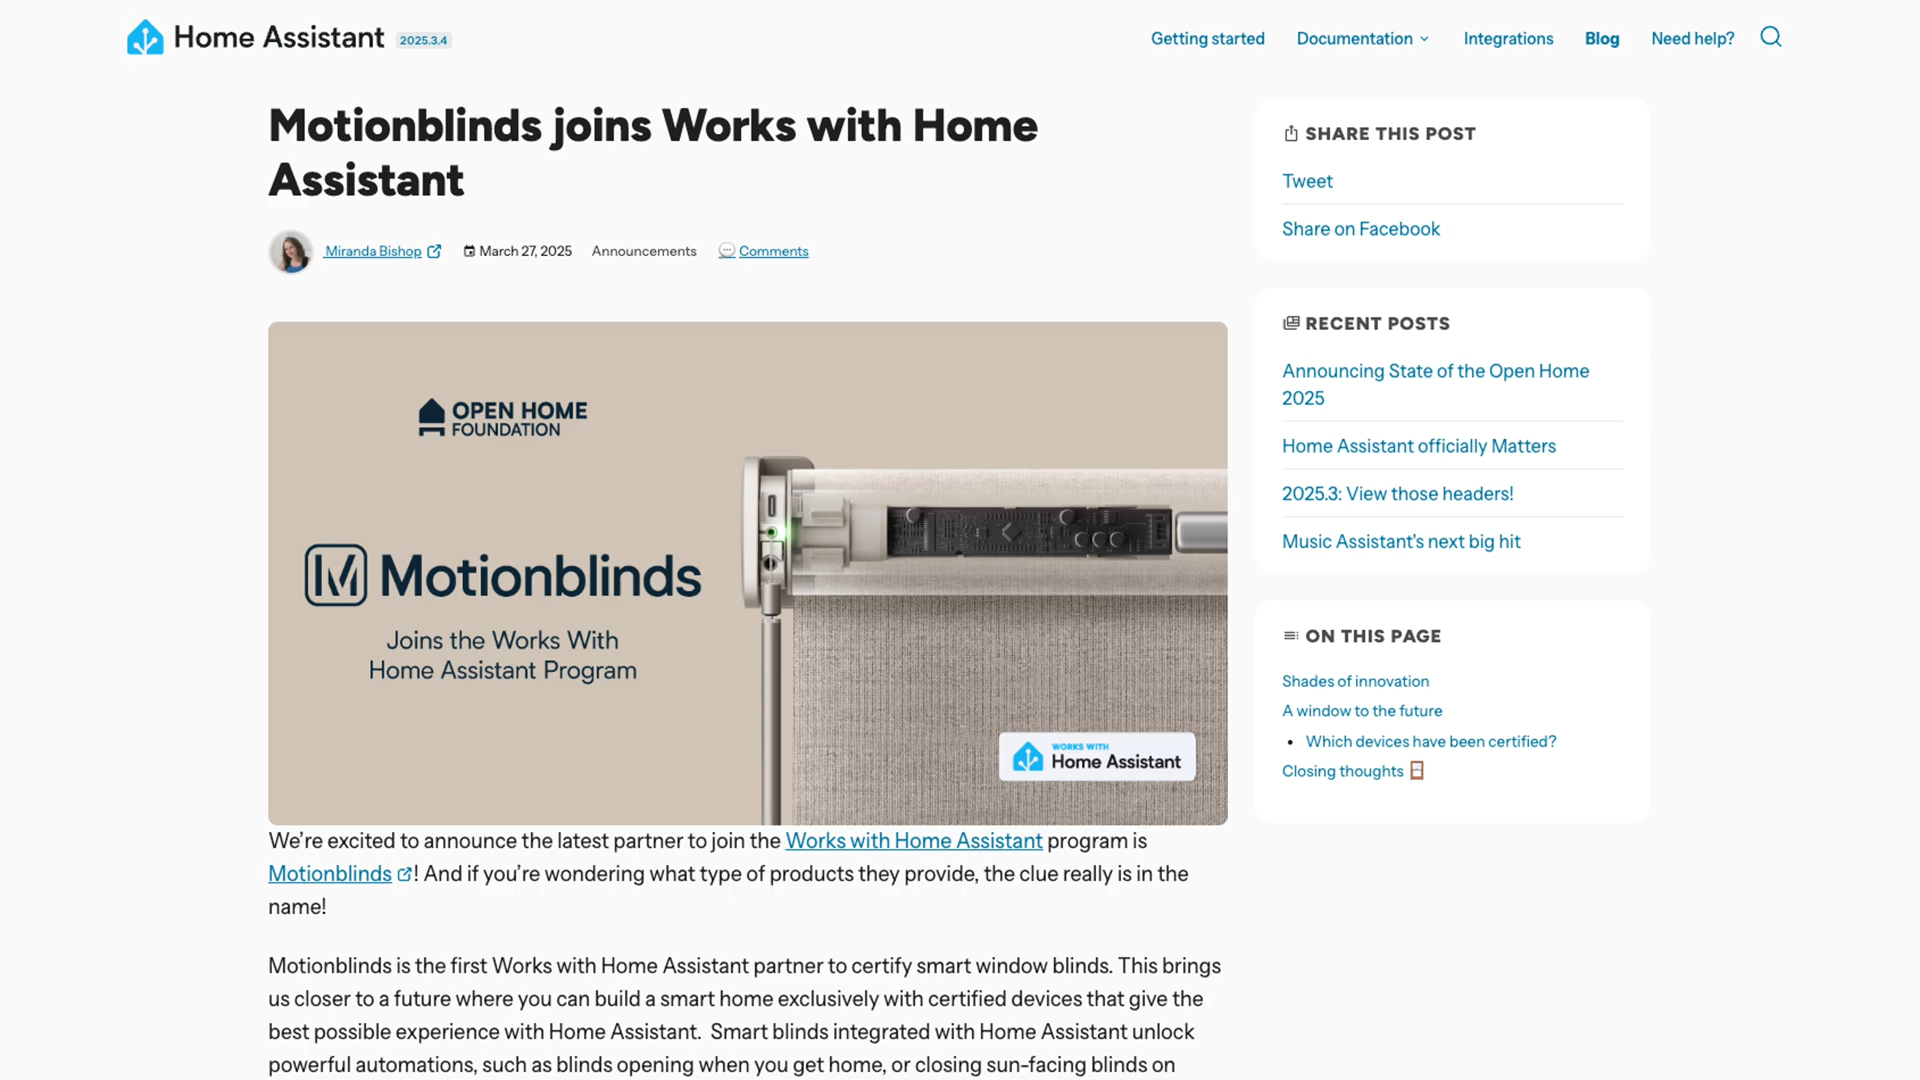 Home Assistant 2025.3.4
Getting started Documentation Integrations Blog Need help?
Motionblinds joins Works with Home
Assistant
Miranda Bishop March 27, 2025 Announcements Comments
OPEN HOME
FOUNDATION
Motionblinds
Joins the Works With
Home Assistant Program
WORKS WITH
Home Assistant
We’re excited to announce the latest partner to join the Works with Home Assistant program is
Motionblinds! And if you’re wondering what type of products they provide, the clue really is in the
name!
Motionblinds is the first Works with Home Assistant partner to certify smart window blinds. This brings
us closer to a future where you can build a smart home exclusively with certified devices that give the
best possible experience with Home Assistant.  Smart blinds integrated with Home Assistant unlock
powerful automations, such as blinds opening when you get home, or closing sun-facing blinds on
SHARE THIS POST
Tweet
Share on Facebook
RECENT POSTS
Announcing State of the Open Home
2025
Home Assistant officially Matters
2025.3: View those headers!
Music Assistant's next big hit
ON THIS PAGE
Shades of innovation
A window to the future
Which devices have been certified?
Closing thoughts